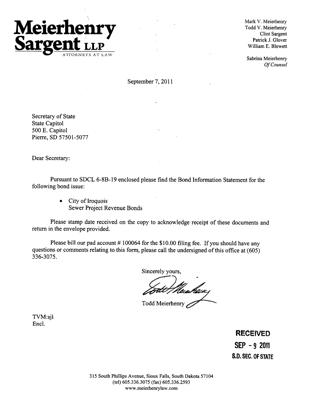 Meierhenry
Sargent LLP
ATTORNEYS AT LAW
Mark V. Meierhenry
Todd V. Meierhenry
Clint Sargent
Patrick J. Glover
William E. Blewett
Sabrina Meierhenry
Of Counsel
September 7, 2011
Secretary of State
State Capitol
500 E. Capitol
Pierre, SD 57501-5077
Dear Secretary:
Pursuant to SDCL 6-8B-19 enclosed please find the Bond Information Statement for the
following bond issue:
• City of Iroquois
Sewer Project Revenue Bonds
Please stamp date received on the copy to acknowledge receipt of these documents and
return in the envelope provided.
Please bill our pad account # 100064 for the $10.00 filing fee. If you should have any
questions or comments relating to this form, please call the undersigned of this office at (605)
336-3075.
Sincerely yours,
Todd Meierhenry
Todd Meierhenry
TVM:sjl
Encl.
RECEIVED
SEP - 9 2011
S.D. SEC. OF STATE
315 South Phillips Avenue, Sioux Falls, South Dakota 57104
(tel) 605.336.3075 (fax) 605.336.2593
www.meierhenrylaw.com